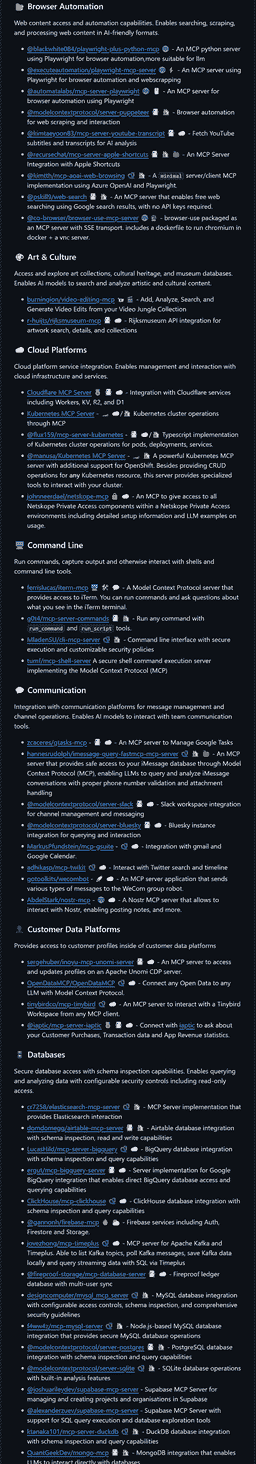 Browser Automation
Web content access and automation capabilities. Enables searching, scraping,
and processing web content in AI-friendly formats.
@blackwhite084/playwright-plus-python-mcp - An MCP python server
using Playwright for browser automation,more suitable for llm
@executeautomation/playwright-mcp-server - An MCP server using
Playwright for browser automation and webscrapping
@automatalabs/mcp-server-playwright - An MCP server for
browser automation using Playwright
@modelcontextprotocol/server-puppeteer - Browser automation
for web scraping and interaction
@kimtaeyoon83/mcp-server-youtube-transcript - Fetch YouTube
subtitles and transcripts for AI analysis
@recursechat/mcp-server-apple-shortcuts - An MCP Server
Integration with Apple Shortcuts
@kimtth/mcp-aoai-web-browsing - A minimal server/client MCP
implementation using Azure OpenAI and Playwright.
@pskill9/web-search - An MCP server that enables free web
searching using Google search results, with no API keys required.
@co-browser/browser-use-mcp-server - browser-use packaged as
an MCP server with SSE transport. includes a dockerfile to run chromium in
docker + a vnc server.
Art & Culture
Access and explore art collections, cultural heritage, and museum databases.
Enables AI models to search and analyze artistic and cultural content.
burningion/video-editing-mcp - Add, Analyze, Search, and
Generate Video Edits from your Video Jungle Collection
r-huijts/rijksmuseum-mcp - Rijksmuseum API integration for
artwork search, details, and collections
Cloud Platforms
Cloud platform service integration. Enables management and interaction with
cloud infrastructure and services.
Cloudflare MCP Server - Integration with Cloudflare services
including Workers, KV, R2, and D1
Kubernetes MCP Server - / Kubernetes cluster operations
through MCP
@flux159/mcp-server-kubernetes - / Typescript implementation
of Kubernetes cluster operations for pods, deployments, services.
@manusa/Kubernetes MCP Server - A powerful Kubernetes MCP
server with additional support for OpenShift. Besides providing CRUD
operations for any Kubernetes resource, this server provides specialized
tools to interact with your cluster.
johnneerdael/netskope-mcp - An MCP to give access to all
Netskope Private Access components within a Netskope Private Access
environments including detailed setup information and LLM examples on
usage.
Command Line
Run commands, capture output and otherwise interact with shells and
command line tools.
ferrislucas/iterm-mcp - A Model Context Protocol server that
provides access to iTerm. You can run commands and ask questions about
what you see in the iTerm terminal.
g0t4/mcp-server-commands - Run any command with
run_command and run_script tools.
MladenSU/cli-mcp-server - Command line interface with secure
execution and customizable security policies
tumf/mcp-shell-server A secure shell command execution server
implementing the Model Context Protocol (MCP)
Communication
Integration with communication platforms for message management and
channel operations. Enables AI models to interact with team communication
tools.
zcaceres/gtasks-mcp - An MCP server to Manage Google Tasks
hannesrudolph/imessage-query-fastmcp-mcp-server - An MCP
server that provides safe access to your iMessage database through Model
Context Protocol (MCP), enabling LLMs to query and analyze iMessage
conversations with proper phone number validation and attachment
handling
@modelcontextprotocol/server-slack - Slack workspace integration
for channel management and messaging
@modelcontextprotocol/server-bluesky - Bluesky instance
integration for querying and interaction
MarkusPfundstein/mcp-gsuite - Integration with gmail and
Google Calendar.
adhikasp/mcp-twikit - Interact with Twitter search and timeline
gotoolkits/wecombot - An MCP server application that sends
various types of messages to the WeCom group robot.
AbdelStark/nostr-mcp - A Nostr MCP server that allows to
interact with Nostr, enabling posting notes, and more.
Customer Data Platforms
Provides access to customer profiles inside of customer data platforms
sergehuber/inoyu-mcp-unomi-server - An MCP server to access
and updates profiles on an Apache Unomi CDP server.
OpenDataMCP/OpenDataMCP - Connect any Open Data to any
LLM with Model Context Protocol.
tinybirdco/mcp-tinybird - An MCP server to interact with a Tinybird
Workspace from any MCP client.
@iaptic/mcp-server-iaptic - Connect with iaptic to ask about
your Customer Purchases, Transaction data and App Revenue statistics.
Databases
Secure database access with schema inspection capabilities. Enables querying
and analyzing data with configurable security controls including read-only
access.
cr7258/elasticsearch-mcp-server - MCP Server implementation that
provides Elasticsearch interaction
domdomegg/airtable-mcp-server - Airtable database integration
with schema inspection, read and write capabilities
LucasHild/mcp-server-bigquery - BigQuery database integration
with schema inspection and query capabilities
ergut/mcp-bigquery-server - Server implementation for Google
BigQuery integration that enables direct BigQuery database access and
querying capabilities
ClickHouse/mcp-clickhouse - ClickHouse database integration with
schema inspection and query capabilities
@gannonh/firebase-mcp - Firebase services including Auth,
Firestore and Storage.
jovezhong/mcp-timeplus - MCP server for Apache Kafka and
Timeplus. Able to list Kafka topics, poll Kafka messages, save Kafka data
locally and query streaming data with SQL via Timeplus
@fireproof-storage/mcp-database-server - Fireproof ledger
database with multi-user sync
designcomputer/mysql_mcp_server - MySQL database integration
with configurable access controls, schema inspection, and comprehensive
security guidelines
f4ww4z/mcp-mysql-server - Node.js-based MySQL database
integration that provides secure MySQL database operations
@modelcontextprotocol/server-postgres - PostgreSQL database
integration with schema inspection and query capabilities
@modelcontextprotocol/server-sqlite - SQLite database operations
with built-in analysis features
@joshuarileydev/supabase-mcp-server - Supabase MCP Server for
managing and creating projects and organisations in Supabase
@alexanderzuev/supabase-mcp-server - Supabase MCP Server with
support for SQL query execution and database exploration tools
ktanaka101/mcp-server-duckdb - DuckDB database integration
with schema inspection and query capabilities
QuantGeekDev/mongo-mcp - MongoDB integration that enables
LLMs to interact directly with databases.